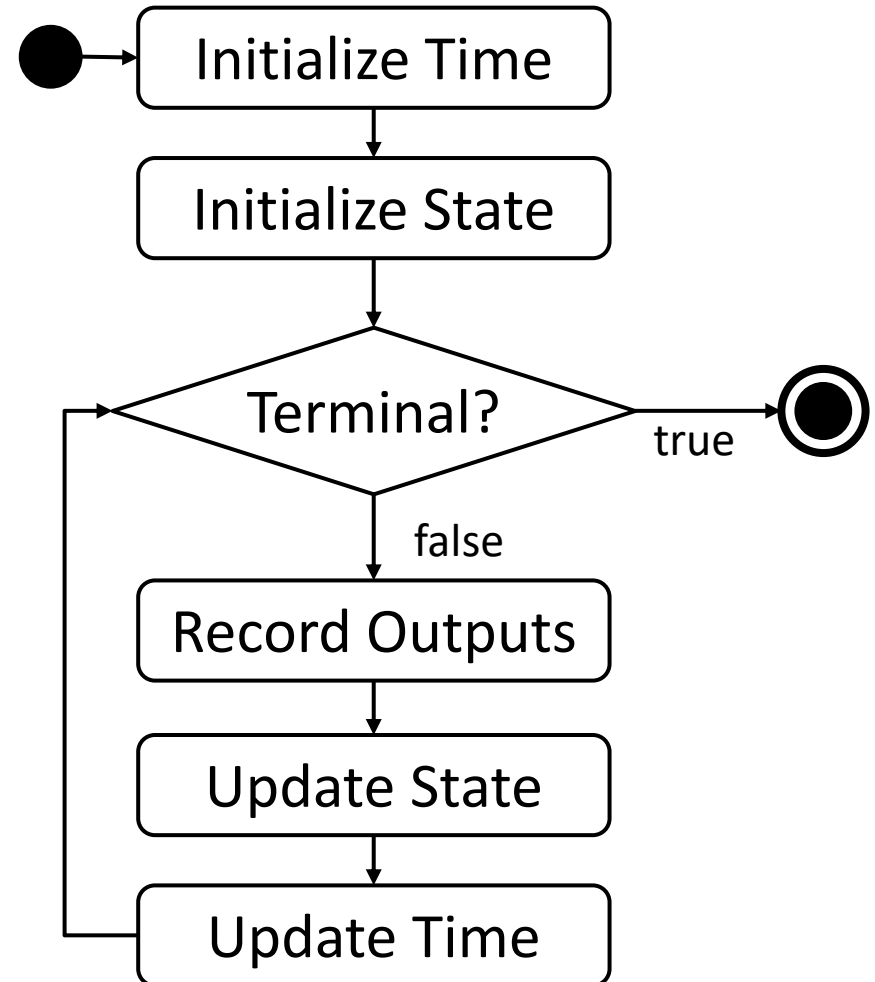 Initialize Time
Initialize State
Terminal?
true
false
Record Outputs
Update State
Update Time